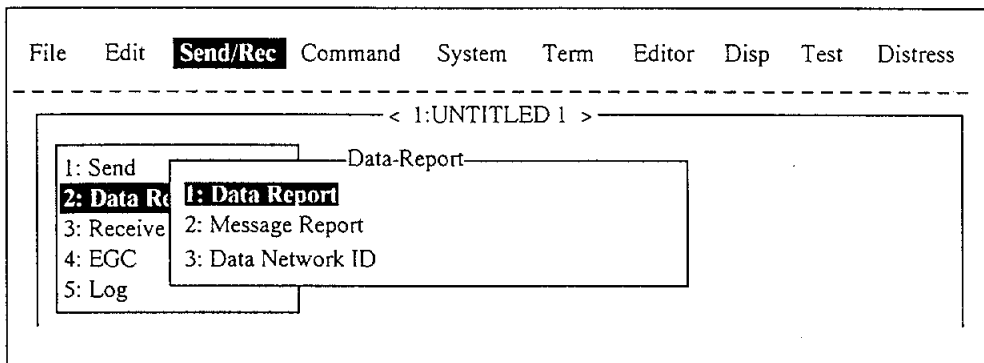 File Edit Send/Rec Command System Term Editor Disp Test Distress
< 1:UNTITLED 1 >
Data-Report
1: Send
2: Data Re
3: Receive
4: EGC
5: Log
1: Data Report
2: Message Report
3: Data Network ID